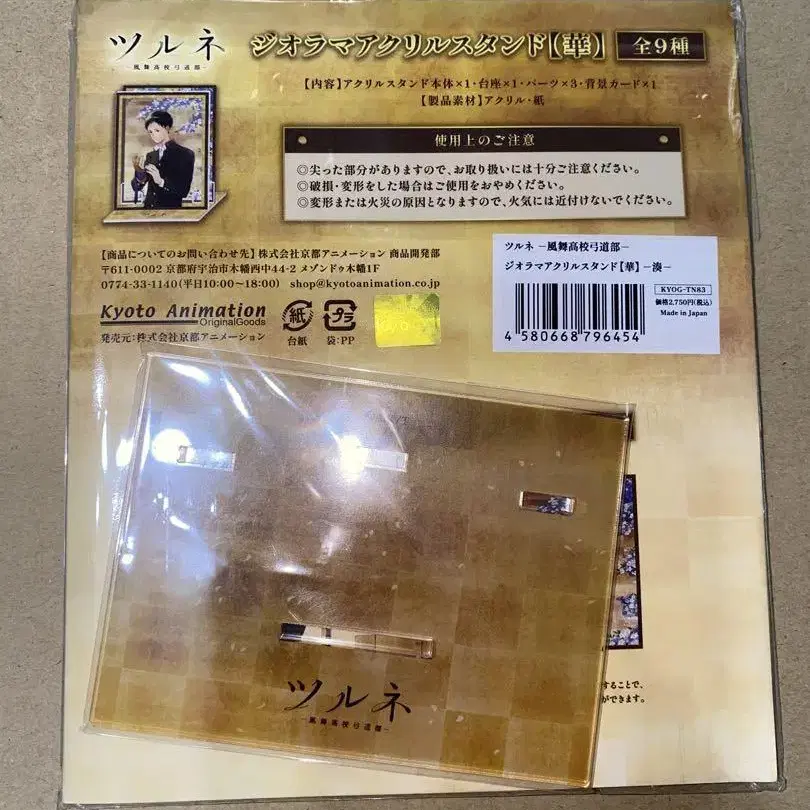 ツルネ
―風舞高校弓道部―
ジオラマアクリルスタンド【華】
全9種
【内容】アクリルスタンド本体×1・台座×1・パーツ×3・背景カード×1
【製品素材】アクリル・紙
使用上のご注意
◎尖った部分がありますので、お取り扱いには十分ご注意ください。
◎破損・変形をした場合はご使用をおやめください。
◎変形または火災の原因となりますので、火気には近付けないでください。
【商品についてのお問い合わせ先】株式会社京都アニメーション 商品開発部
〒611-0002 京都府宇治市木幡西中44-2 メゾンドゥ木幡1F
0774-33-1140(平日10:00～18:00) shop@kyotoanimation.co.jp
Kyoto Animation
OriginalGoods
発売元:株式会社京都アニメーション
紙
台紙
プラ
袋:PP
ツルネ ―風舞高校弓道部―
ジオラマアクリルスタンド【華】 ―湊―
KYOG-TN83
価格2,750円(税込)
Made in Japan
4 580668 796454
することで、
ができます。
ツルネ
―風舞高校弓道部―